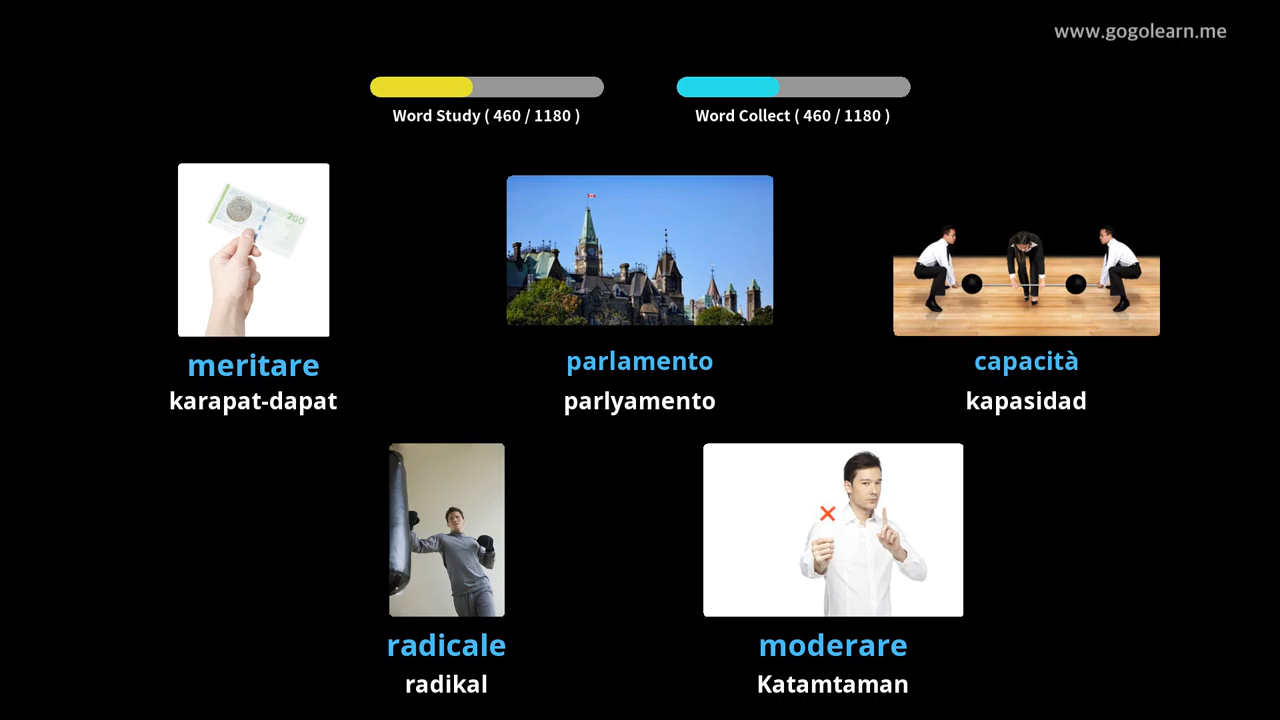 www.gogolearn.me
Word Study ( 460 / 1180 )
Word Collect ( 460 / 1180 )
200
meritare
karapat-dapat
parlamento
parlyamento
capacità
kapasidad
radicale
radikal
moderare
Katamtaman